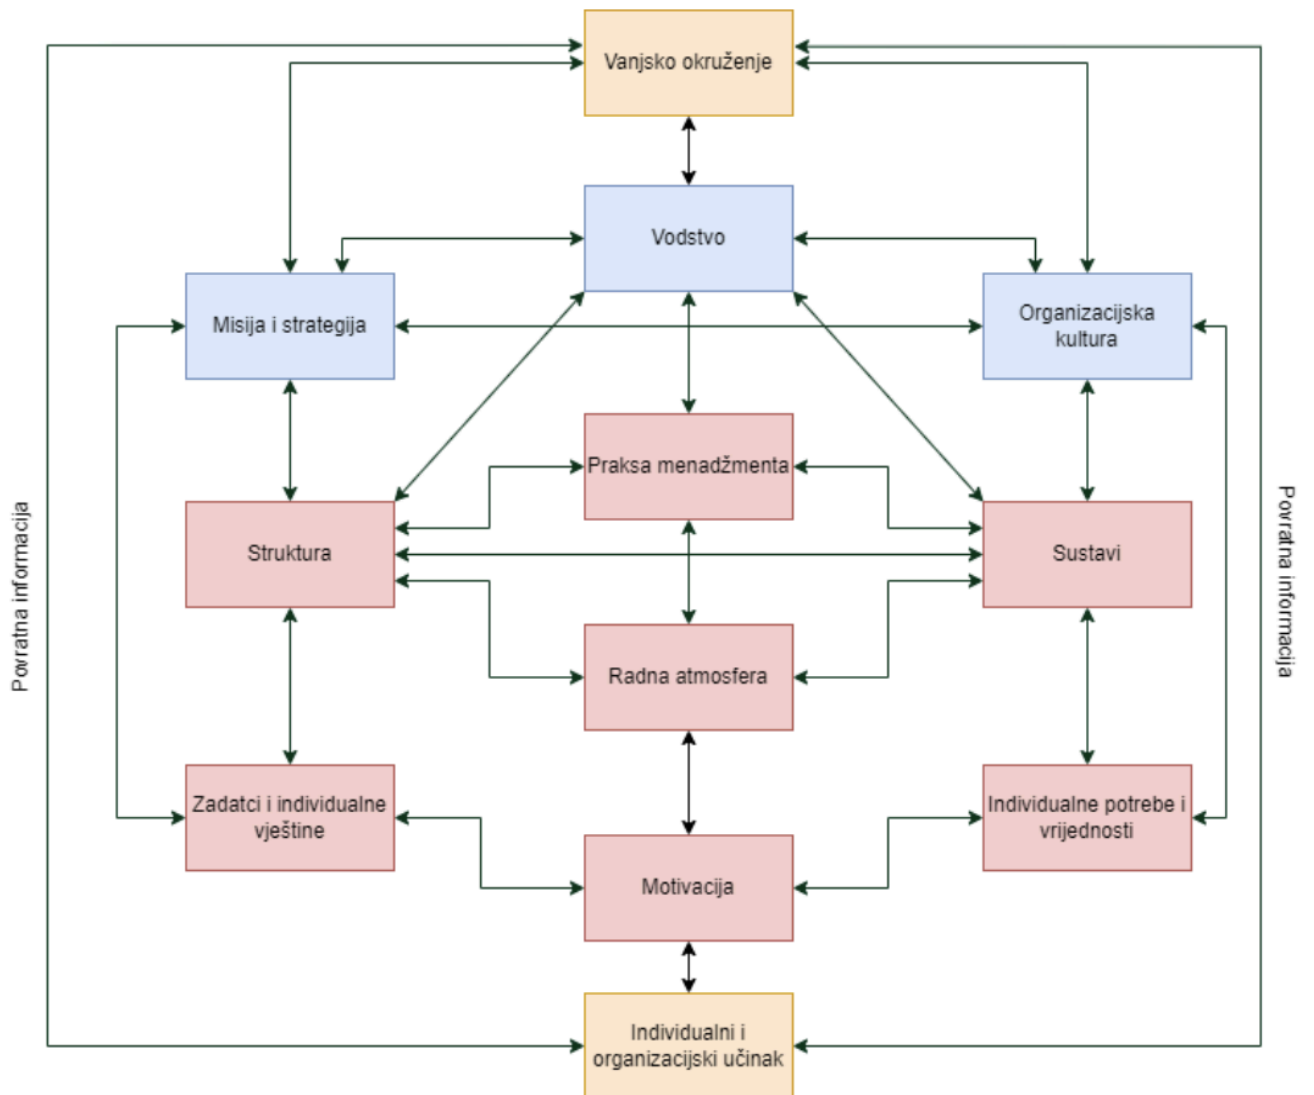 Vanjsko okruženje
Vodstvo
Misija i strategija
Organizacijska
kultura
Praksa menadžmenta
Struktura
Sustavi
Povratna informacija
Povratna informacija
Radna atmosfera
Zadatci i individualne
vještine
Individualne potrebe i
vrijednosti
Motivacija
Individualni i
organizacijski učinak